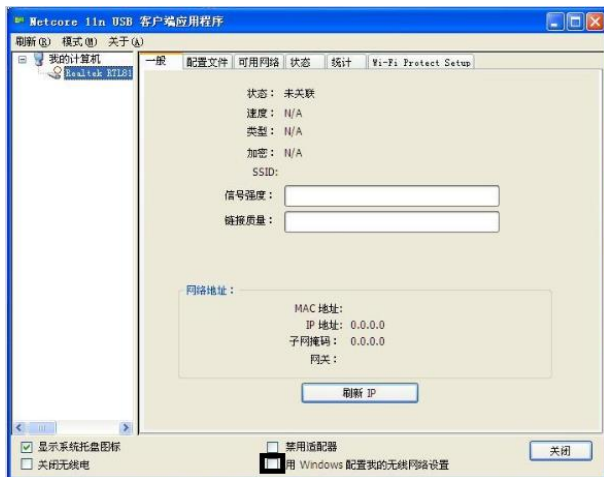 Netcore 11n USB 客户端应用程序
刷新(R) 模式(M) 关于(A)
我的计算机
Realtek RTL81
一般 配置文件 可用网络 状态 统计 Wi-Fi Protect Setup
状态： 未关联
速度： N/A
类型： N/A
加密： N/A
SSID:
信号强度：
链接质量：
网络地址：
MAC 地址:
IP 地址: 0.0.0.0
子网掩码： 0.0.0.0
网关：
刷新 IP
显示系统托盘图标 禁用适配器 关闭
关闭无线电 用 Windows 配置我的无线网络设置